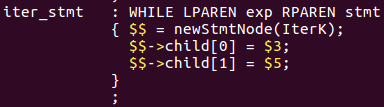 iter_stmt : WHILE LPAREN exp RPAREN stmt
{ $$ = newStmtNode(IterK);
$$->child[0] = $3;
$$->child[1] = $5;
}
;